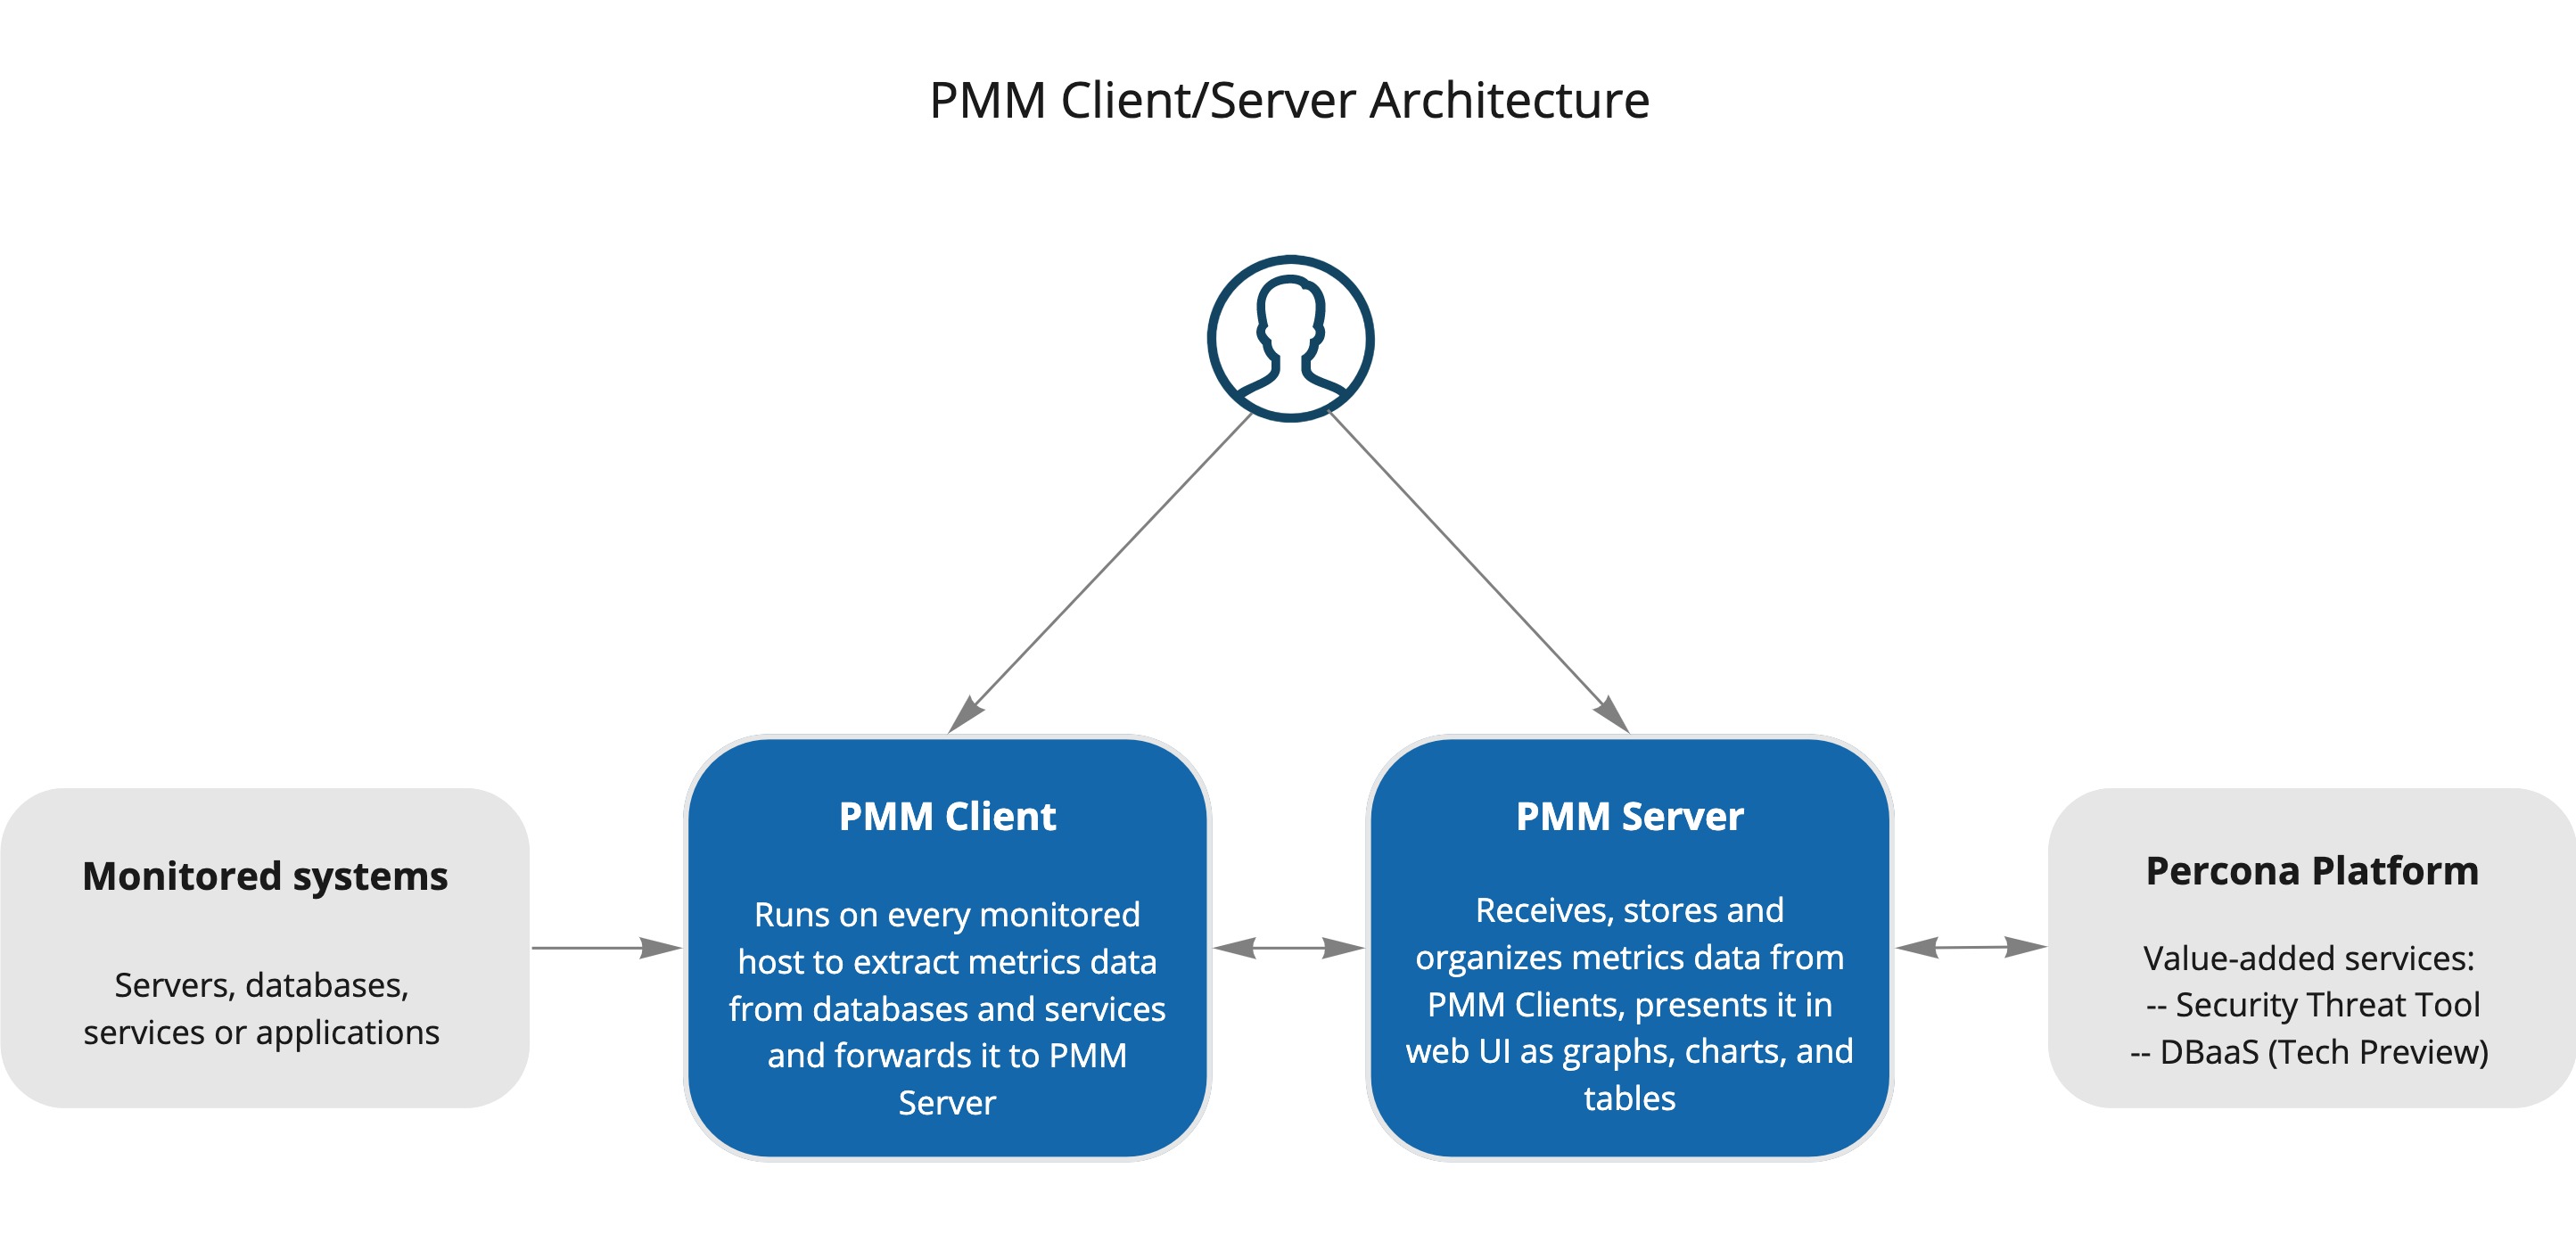 PMM Client/Server Architecture
Monitored systems
Servers, databases,
services or applications
PMM Client
Runs on every monitored
host to extract metrics data
from databases and services
and forwards it to PMM
Server
PMM Server
Receives, stores and
organizes metrics data from
PMM Clients, presents it in
web UI as graphs, charts, and
tables
Percona Platform
Value-added services:
-- Security Threat Tool
-- DBaaS (Tech Preview)